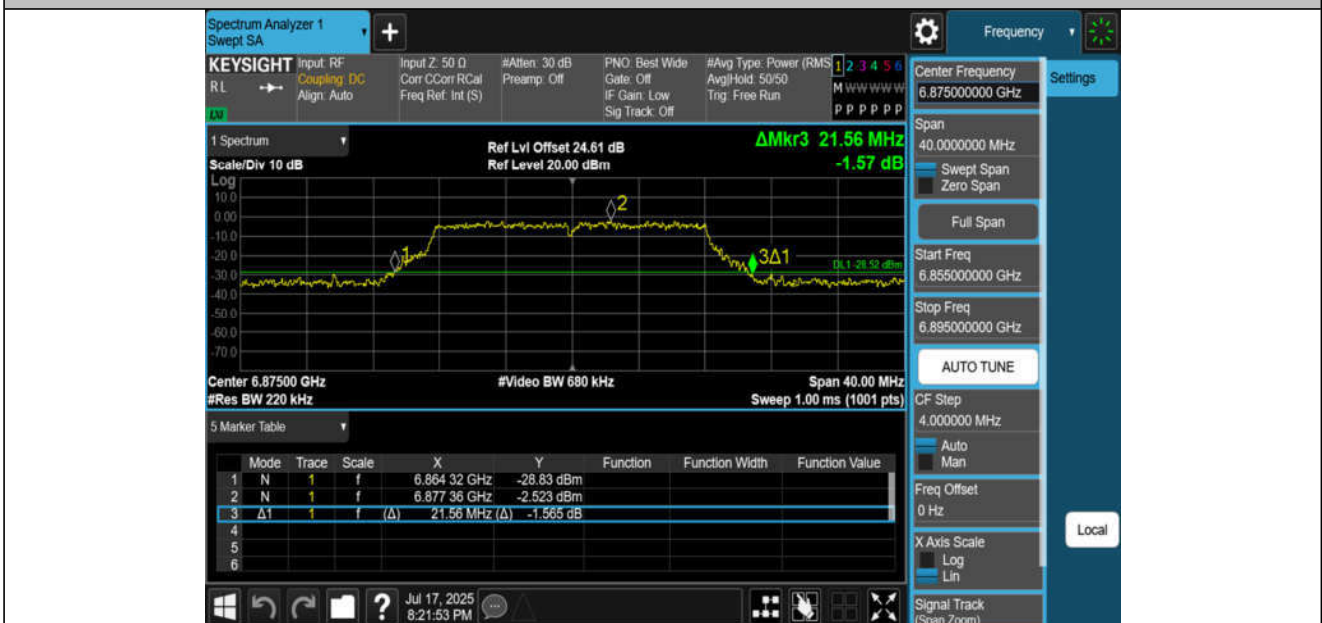 Spectrum Analyzer 1
Swept SA
+
Frequency
KEYSIGHT
RL
LXI
Input: RF
Coupling: DC
Align: Auto
Input Z: 50 Ω
Corr CCorr RCal
Freq Ref: Int (S)
#Atten: 30 dB
Preamp: Off
PNO: Best Wide
Gate: Off
IF Gain: Low
Sig Track: Off
#Avg Type: Power (RMS
Avg|Hold: 50/50
Trig: Free Run
1 2 3 4 5 6
M W W W W W
P P P P P P
1 Spectrum
Scale/Div 10 dB
Ref Lvl Offset 24.61 dB
Ref Level 20.00 dBm
ΔMkr3 21.56 MHz
-1.57 dB
Log
10.0
0.00
-10.0
-20.0
-30.0
-40.0
-50.0
-60.0
-70.0
1
2
3Δ1
DL1 -28.52 dBm
Center 6.87500 GHz
#Res BW 220 kHz
#Video BW 680 kHz
Span 40.00 MHz
Sweep 1.00 ms (1001 pts)
5 Marker Table
Mode Trace Scale X Y Function Function Width Function Value
1 N 1 f 6.864 32 GHz -28.83 dBm
2 N 1 f 6.877 36 GHz -2.523 dBm
3 Δ1 1 f (Δ) 21.56 MHz (Δ) -1.565 dB
4
5
6
?
Jul 17, 2025
8:21:53 PM
Center Frequency
6.875000000 GHz
Span
40.0000000 MHz
Swept Span
Zero Span
Full Span
Start Freq
6.855000000 GHz
Stop Freq
6.895000000 GHz
AUTO TUNE
CF Step
4.000000 MHz
Auto
Man
Freq Offset
0 Hz
X Axis Scale
Log
Lin
Signal Track
(Span Zoom)
Settings
Local